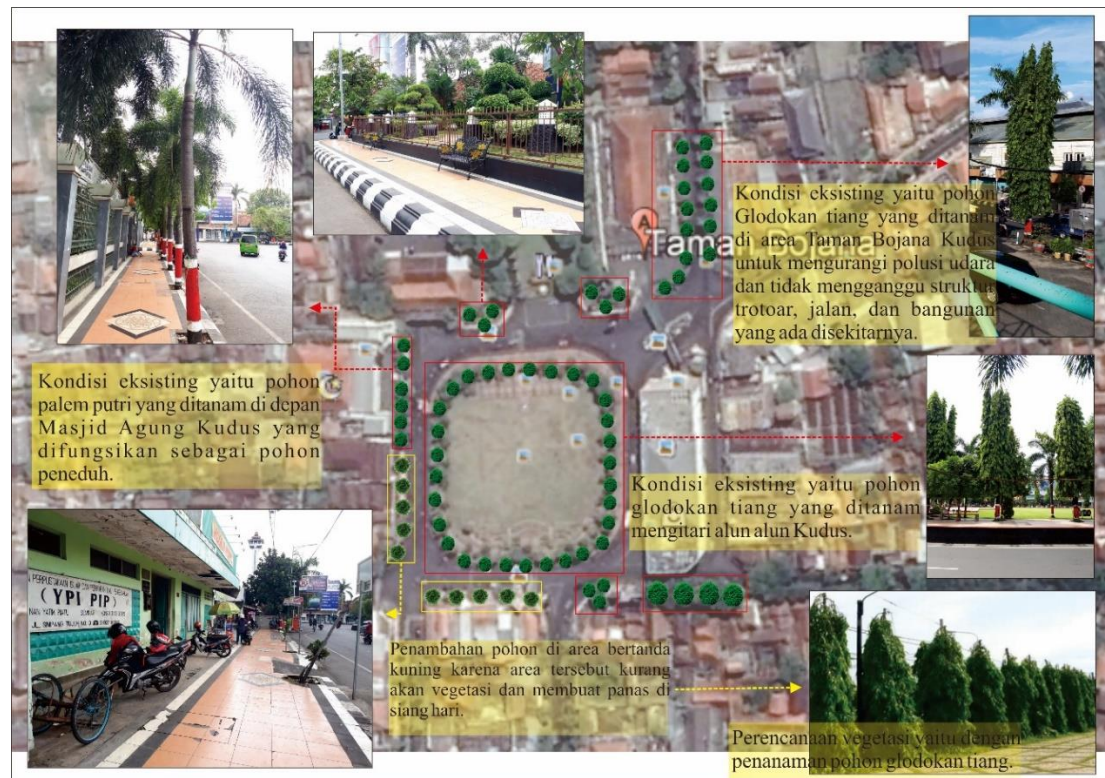 Kondisi eksisting yaitu pohon
Glodokan tiang yang ditanam
di area Taman Bojana Kudus
untuk mengurangi polusi udara
dan tidak mengganggu struktur
trotoar, jalan, dan bangunan
yang ada disekitarnya.
A
Taman Bojana
Kondisi eksisting yaitu pohon
palem putri yang ditanam di depan
Masjid Agung Kudus yang
difungsikan sebagai pohon
peneduh.
Kondisi eksisting yaitu pohon
glodokan tiang yang ditanam
mengitari alun alun Kudus.
(YPI PIP)
Penambahan pohon di area bertanda
kuning karena area tersebut kurang
akan vegetasi dan membuat panas di
siang hari.
Perencanaan vegetasi yaitu dengan
penanaman pohon glodokan tiang.